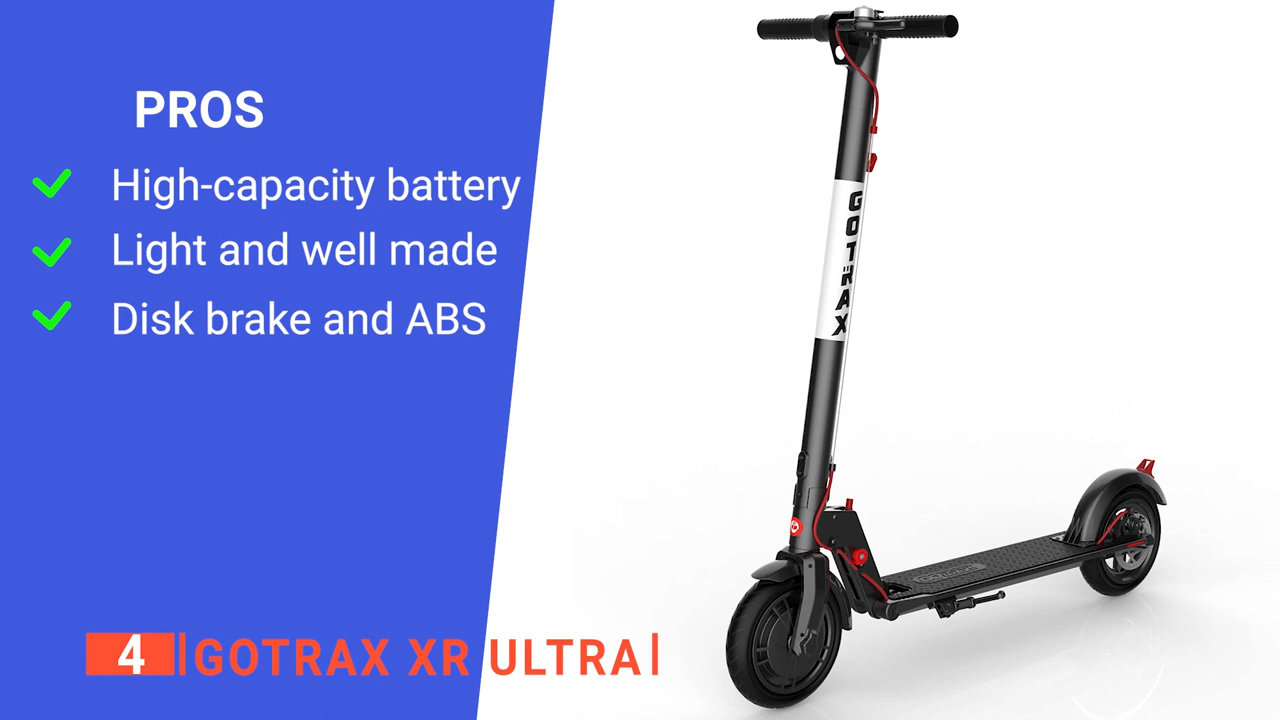 PROS
High-capacity battery
Light and well made
Disk brake and ABS
GOTRAX
4 GOTRAX XR ULTRA